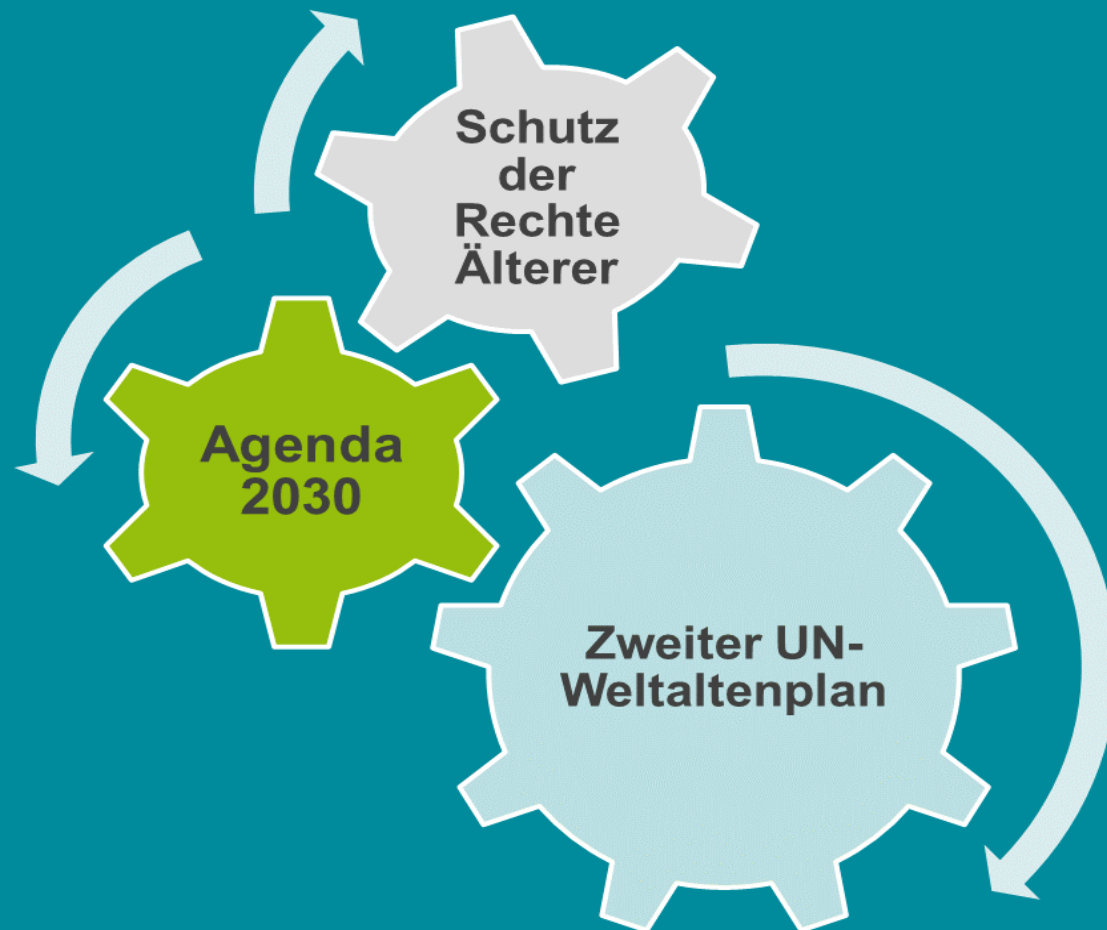 Schutz
der
Rechte
Älterer
Agenda
2030
Zweiter UN-
Weltaltenplan